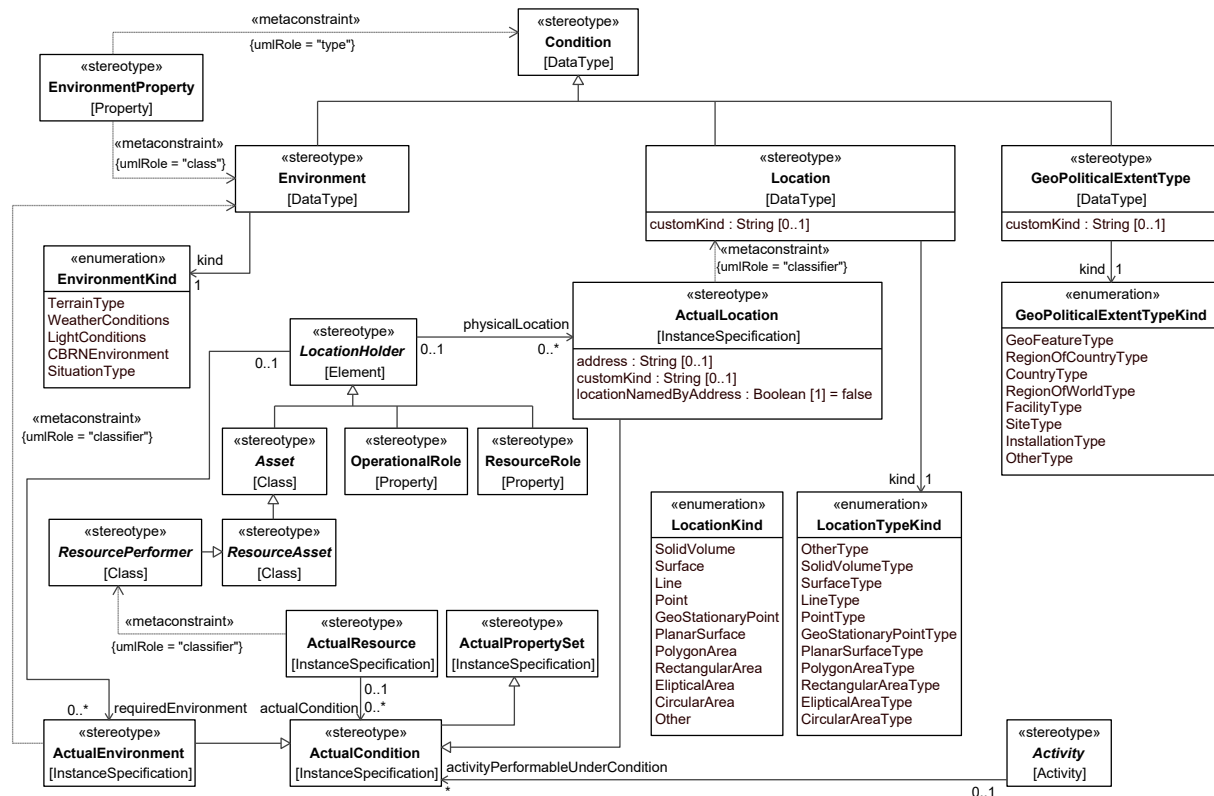 «metaconstraint»
{umlRole = "type"}
«stereotype»
Condition
[DataType]
«stereotype»
EnvironmentProperty
[Property]
«metaconstraint»
{umlRole = "class"}
«stereotype»
Environment
[DataType]
«stereotype»
Location
[DataType]
customKind : String [0..1]
«stereotype»
GeoPoliticalExtentType
[DataType]
customKind : String [0..1]
kind
1
«enumeration»
EnvironmentKind
TerrainType
WeatherConditions
LightConditions
CBRNEnvironment
SituationType
«metaconstraint»
{umlRole = "classifier"}
kind
1
«enumeration»
GeoPoliticalExtentTypeKind
GeoFeatureType
RegionOfCountryType
CountryType
RegionOfWorldType
FacilityType
SiteType
InstallationType
OtherType
«stereotype»
ActualLocation
[InstanceSpecification]
address : String [0..1]
customKind : String [0..1]
locationNamedByAddress : Boolean [1] = false
physicalLocation
0..1
0..*
«stereotype»
LocationHolder
[Element]
0..1
«metaconstraint»
{umlRole = "classifier"}
«stereotype»
Asset
[Class]
«stereotype»
OperationalRole
[Property]
«stereotype»
ResourceRole
[Property]
kind
1
«enumeration»
LocationKind
SolidVolume
Surface
Line
Point
GeoStationaryPoint
PlanarSurface
PolygonArea
RectangularArea
ElipticalArea
CircularArea
Other
«enumeration»
LocationTypeKind
OtherType
SolidVolumeType
SurfaceType
LineType
PointType
GeoStationaryPointType
PlanarSurfaceType
PolygonAreaType
RectangularAreaType
ElipticalAreaType
CircularAreaType
«stereotype»
ResourcePerformer
[Class]
«stereotype»
ResourceAsset
[Class]
«metaconstraint»
{umlRole = "classifier"}
«stereotype»
ActualResource
[InstanceSpecification]
«stereotype»
ActualPropertySet
[InstanceSpecification]
0..1
0..*
actualCondition
0..*
requiredEnvironment
«stereotype»
ActualEnvironment
[InstanceSpecification]
«stereotype»
ActualCondition
[InstanceSpecification]
activityPerformableUnderCondition
*
0..1
«stereotype»
Activity
[Activity]